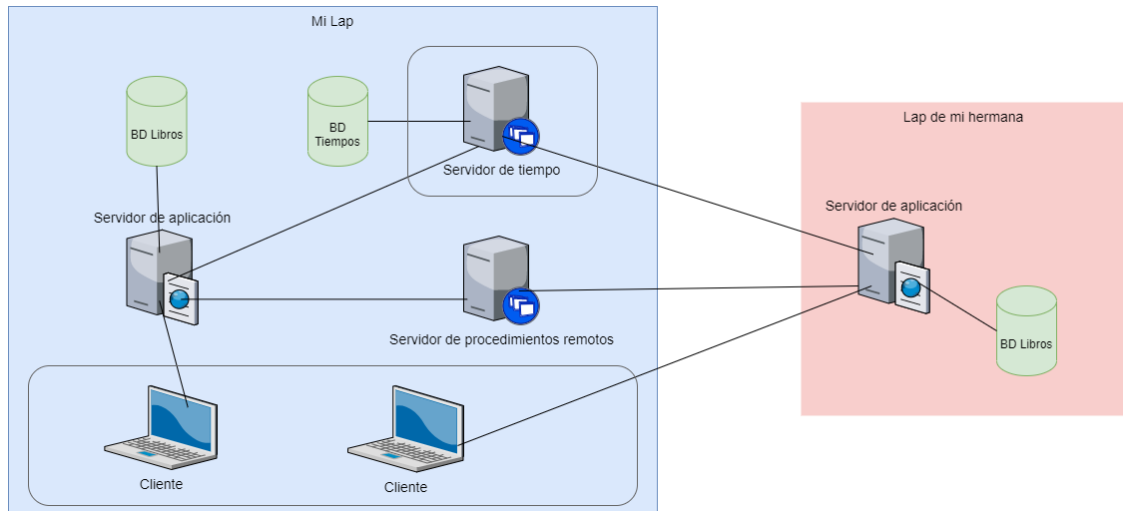 Mi Lap
Lap de mi hermana
BD Libros
BD
Tiempos
Servidor de tiempo
Servidor de aplicación
Servidor de aplicación
Servidor de procedimientos remotos
BD Libros
Cliente
Cliente